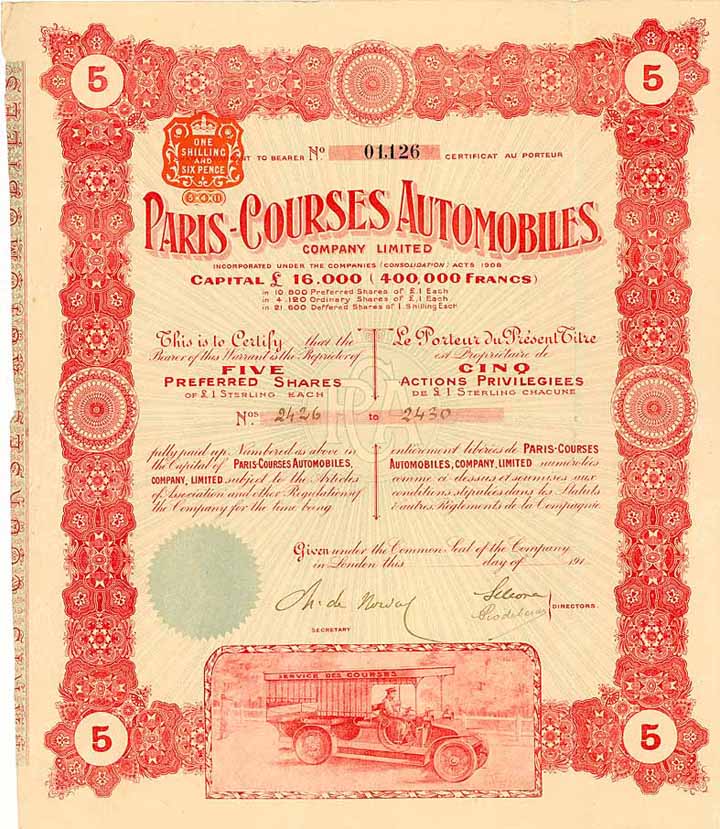 5
5
ONE
SHILLING
AND
SIX PENCE
5·4·11
NT TO BEARER No 01.126 CERTIFICAT AU PORTEUR
PARIS-COURSES AUTOMOBILES,
COMPANY LIMITED
INCORPORATED UNDER THE COMPANIES (CONSOLIDATION) ACTS 1908
CAPITAL £ 16.000 (400,000 FRANCS)
in 10.800 Preferred Shares of £.1 Each
in 4.120 Ordinary Shares of £.1 Each
in 21.600 Deffered Shares of 1 Shilling Each
This is to Certify that the
Bearer of this Warrant is the Proprietor of
FIVE
PREFERRED SHARES
OF £1 STERLING EACH
Le Porteur du Présent Titre
est Propriétaire de
CINQ
ACTIONS PRIVILEGIEES
DE £1 STERLING CHACUNE
Nos 2426 to 2430
fully paid up. Numbered as above in
the Capital of PARIS-COURSES AUTOMOBILES,
COMPANY, LIMITED subject to the Articles
of Association and other Regulations of
the Company for the time being
entièrement libérées de PARIS-COURSES
AUTOMOBILES, COMPANY, LIMITED numérotées
comme ci-dessus et soumises aux
conditions stipulées dans les Statuts
& autres Règlements de la Compagnie.
Given under the Common Seal of the Company
in London this day of 191
SECRETARY
DIRECTORS.
SERVICE DES COURSES
5
5